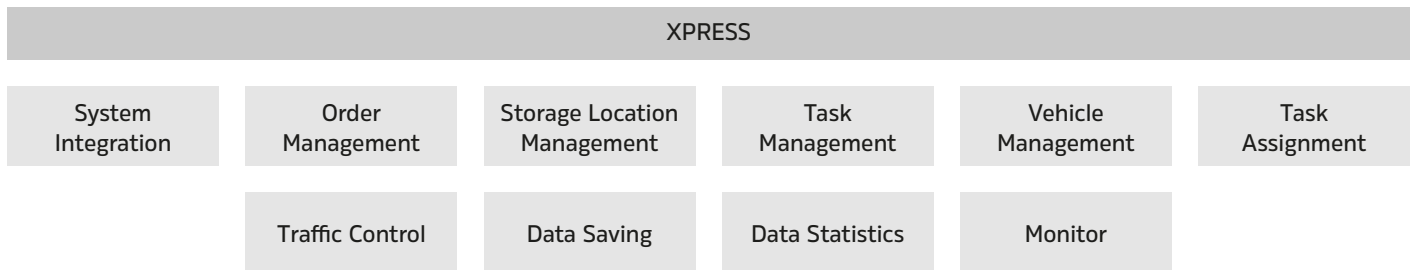 XPRESS
System
Integration
Order
Management
Storage Location
Management
Task
Management
Vehicle
Management
Task
Assignment
Traffic Control
Data Saving
Data Statistics
Monitor